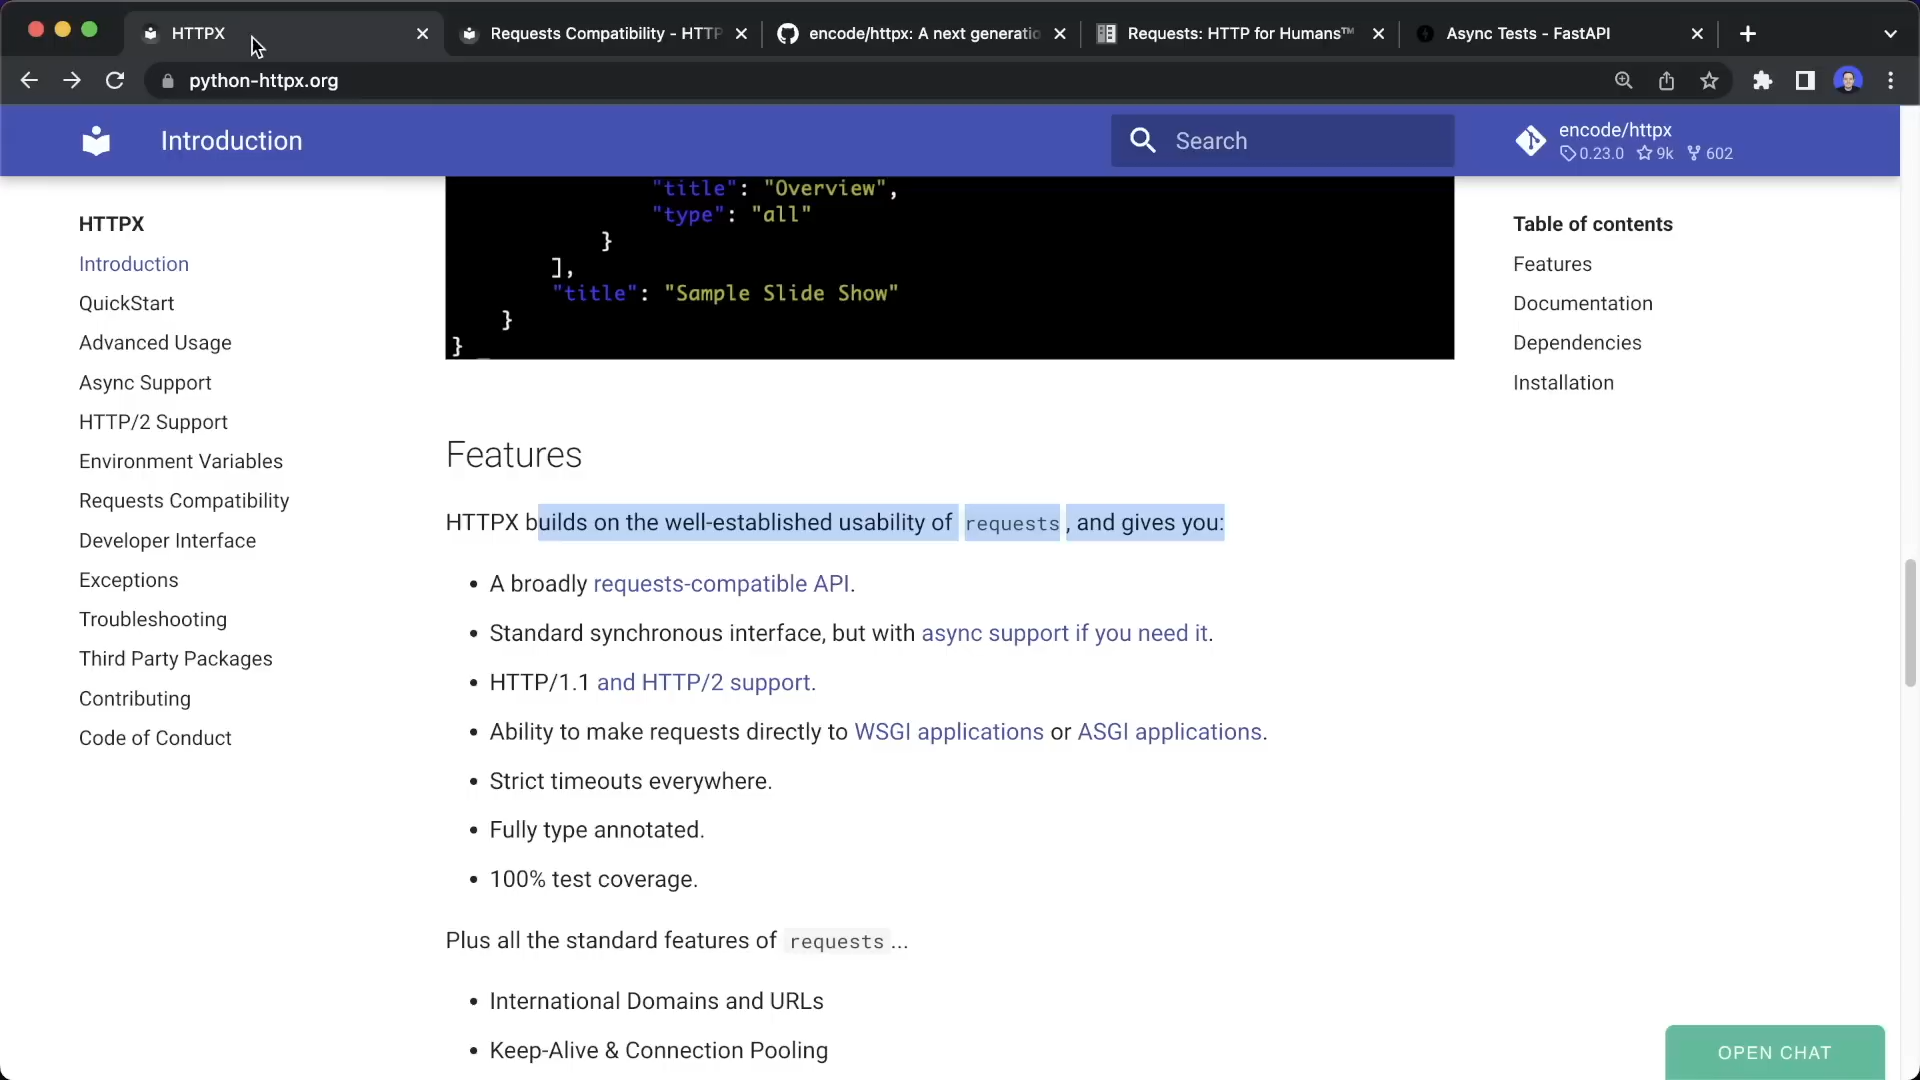 HTTPX
Requests Compatibility - HTTP
encode/httpx: A next generatio
Requests: HTTP for Humans™
Async Tests - FastAPI
python-httpx.org
Introduction
Search
encode/httpx
0.23.0 9k 602
HTTPX
Introduction
QuickStart
Advanced Usage
Async Support
HTTP/2 Support
Environment Variables
Requests Compatibility
Developer Interface
Exceptions
Troubleshooting
Third Party Packages
Contributing
Code of Conduct
"title": "Overview",
"type": "all"
}
],
"title": "Sample Slide Show"
}
}
Features
HTTPX builds on the well-established usability of requests, and gives you:
• A broadly requests-compatible API.
• Standard synchronous interface, but with async support if you need it.
• HTTP/1.1 and HTTP/2 support.
• Ability to make requests directly to WSGI applications or ASGI applications.
• Strict timeouts everywhere.
• Fully type annotated.
• 100% test coverage.
Plus all the standard features of requests...
• International Domains and URLs
• Keep-Alive & Connection Pooling
Table of contents
Features
Documentation
Dependencies
Installation
OPEN CHAT